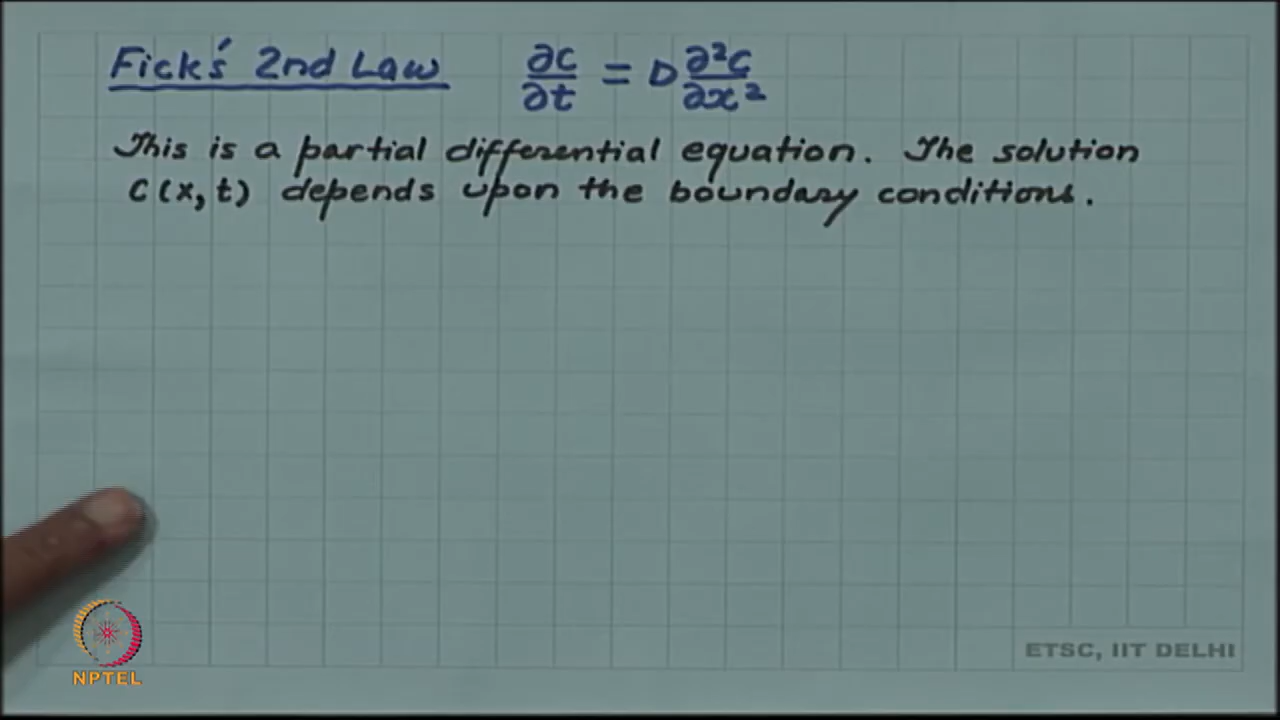 Fick's 2nd Law ∂C/∂t = D ∂²C/∂x²
This is a partial differential equation. The solution
C(x,t) depends upon the boundary conditions.
NPTEL
ETSC, IIT DELHI